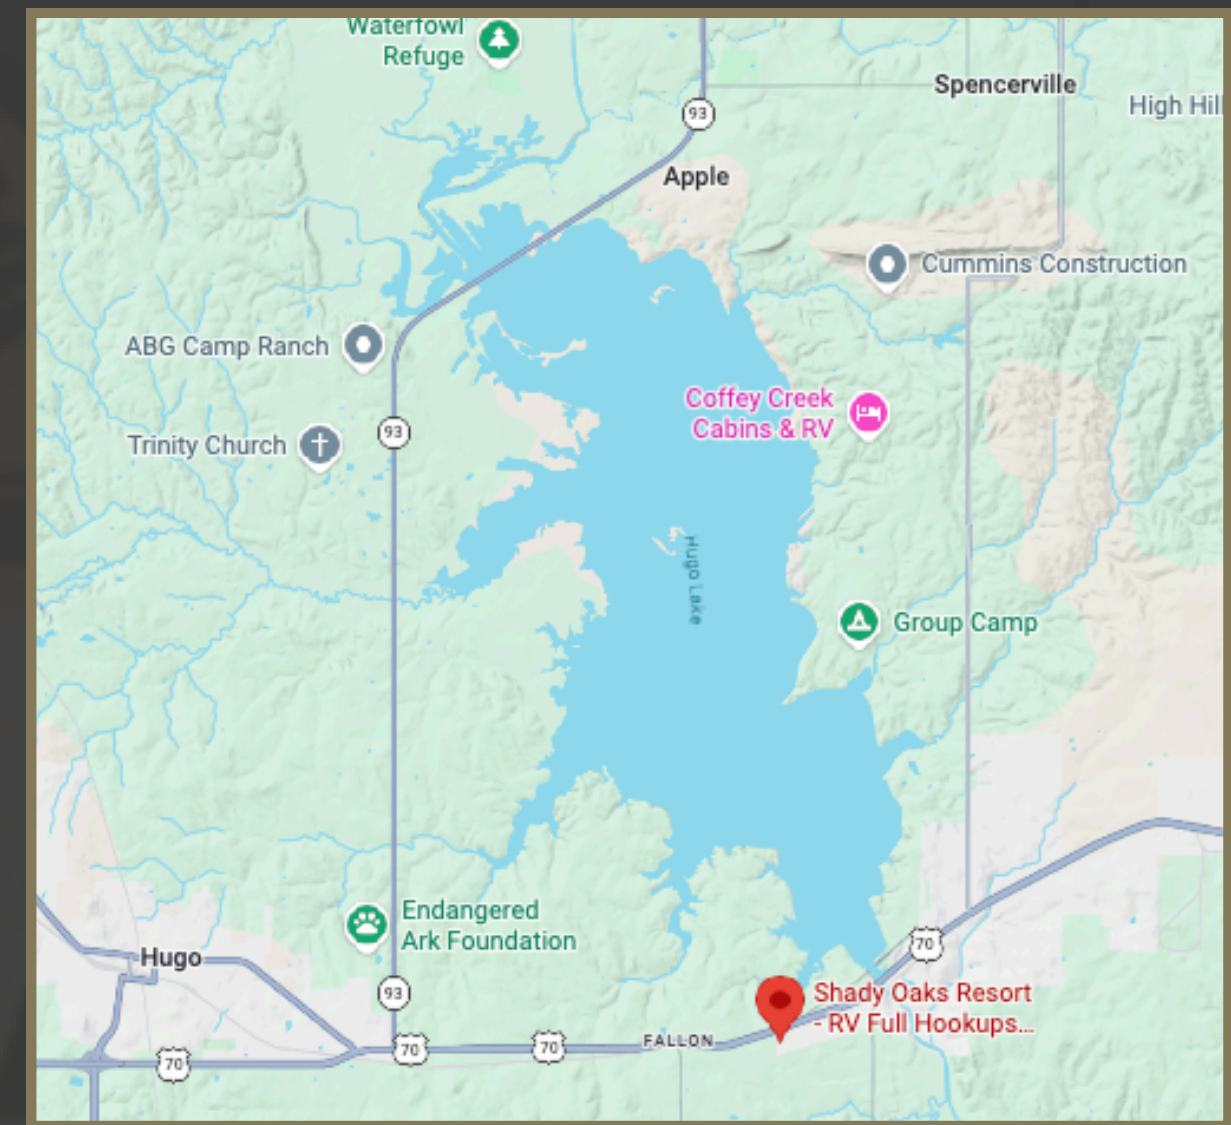 Waterfowl
Refuge
Spencerville
93
High Hill
Apple
Cummins Construction
ABG Camp Ranch
Coffey Creek
Cabins & RV
93
Trinity Church
Hugo Lake
Group Camp
Endangered
Ark Foundation
70
Hugo
93
Shady Oaks Resort
- RV Full Hookups...
FALLON
70
70
70